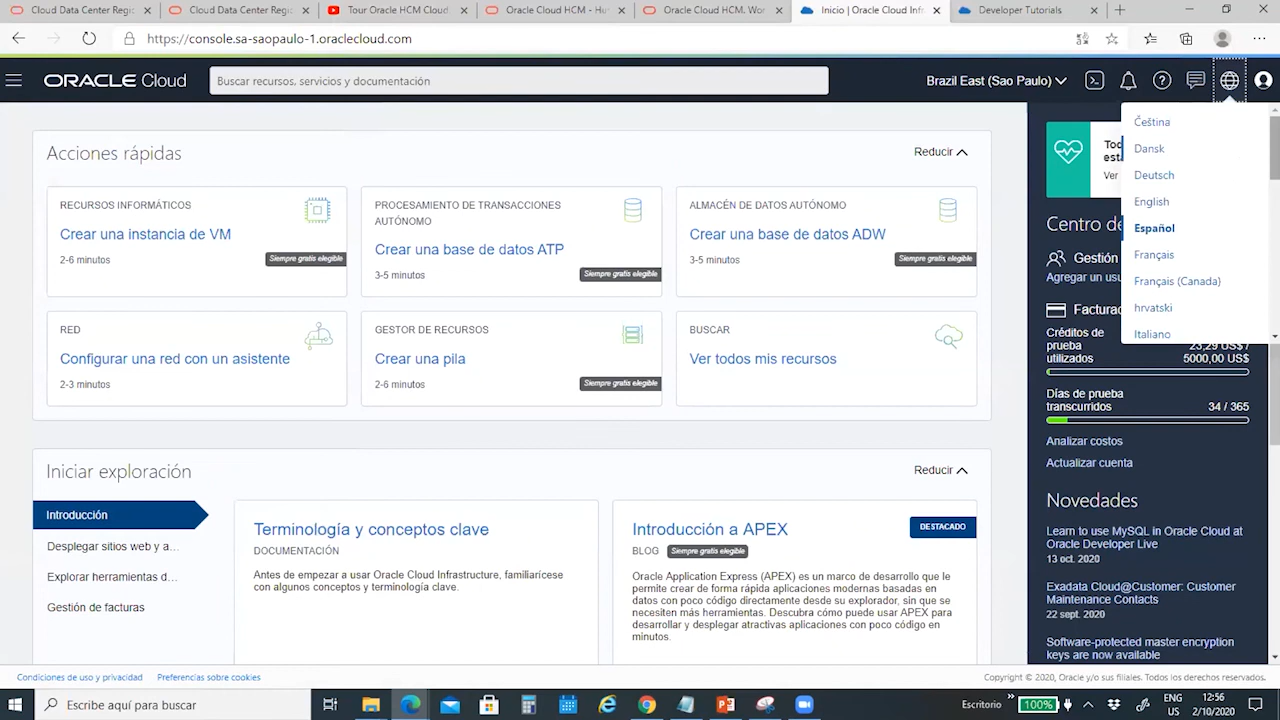 Cloud Data Center Regi
Cloud Data Center Regi
Tour Oracle HCM Cloud
Oracle Cloud HCM - Hu
Oracle Cloud HCM. Wo
Inicio | Oracle Cloud Inf
Developer Tutorials
https://console.sa-saopaulo-1.oraclecloud.com
ORACLE Cloud
Buscar recursos, servicios y documentación
Brazil East (Sao Paulo)
Čeština
Dansk
Deutsch
English
Español
Français
Français (Canada)
hrvatski
Italiano
Acciones rápidas
Reducir
RECURSOS INFORMÁTICOS
Crear una instancia de VM
2-6 minutos
Siempre gratis elegible
PROCESAMIENTO DE TRANSACCIONES
AUTÓNOMO
Crear una base de datos ATP
3-5 minutos
Siempre gratis elegible
ALMACÉN DE DATOS AUTÓNOMO
Crear una base de datos ADW
3-5 minutos
Siempre gratis elegible
RED
Configurar una red con un asistente
2-3 minutos
GESTOR DE RECURSOS
Crear una pila
2-6 minutos
Siempre gratis elegible
BUSCAR
Ver todos mis recursos
Iniciar exploración
Reducir
Introducción
Desplegar sitios web y a...
Explorar herramientas d...
Gestión de facturas
Terminología y conceptos clave
DOCUMENTACIÓN
Antes de empezar a usar Oracle Cloud Infrastructure, familiarícese
con algunos conceptos y terminología clave.
Introducción a APEX
DESTACADO
BLOG
Siempre gratis elegible
Oracle Application Express (APEX) es un marco de desarrollo que le
permite crear de forma rápida aplicaciones modernas basadas en
datos con poco código directamente desde su explorador, sin que se
necesiten más herramientas. Descubra cómo puede usar APEX para
desarrollar y desplegar atractivas aplicaciones con poco código en
minutos.
Tod
est
Ver
Centro de
Gestión
Agregar un usu
Factura
Créditos de
prueba
utilizados
23,29 US$ /
5000,00 US$
Días de prueba
transcurridos
34 / 365
Analizar costos
Actualizar cuenta
Novedades
Learn to use MySQL in Oracle Cloud at
Oracle Developer Live
13 oct. 2020
Exadata Cloud@Customer: Customer
Maintenance Contacts
22 sept. 2020
Software-protected master encryption
keys are now available
Condiciones de uso y privacidad
Preferencias sobre cookies
Copyright © 2020, Oracle y/o sus filiales. Todos los derechos reservados.
Escribe aquí para buscar
Escritorio
100%
ENG
US
12:56
2/10/2020